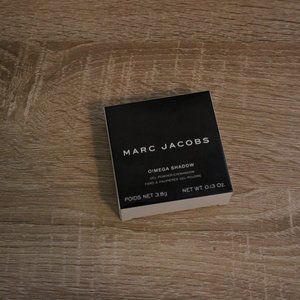 MARC JACOBS
O!MEGA SHADOW
GEL POWDER EYESHADOW
FARD À PAUPIÈRES GEL-POUDRE
POIDS NET 3.8g NET WT 0.13 OZ.